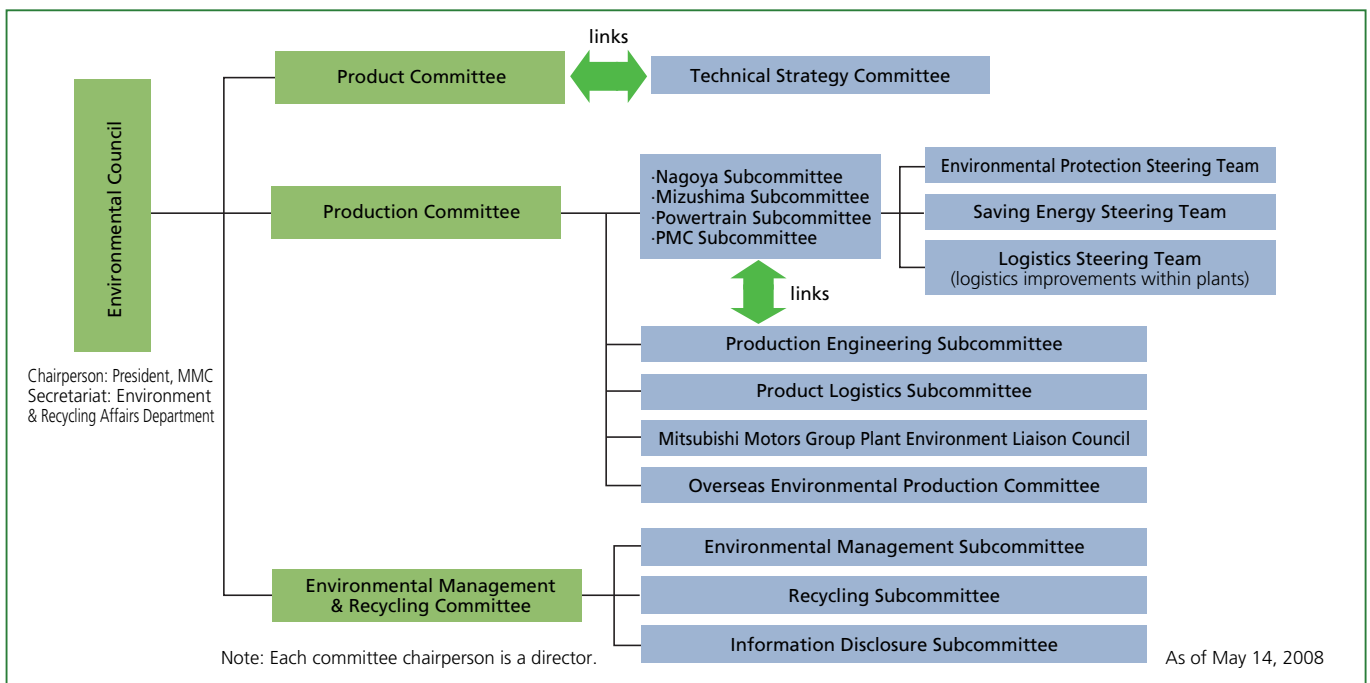 links
Product Committee
Technical Strategy Committee
Environmental Council
Chairperson: President, MMC
Secretariat: Environment
& Recycling Affairs Department
Production Committee
·Nagoya Subcommittee
·Mizushima Subcommittee
·Powertrain Subcommittee
·PMC Subcommittee
Environmental Protection Steering Team
Saving Energy Steering Team
Logistics Steering Team
(logistics improvements within plants)
links
Production Engineering Subcommittee
Product Logistics Subcommittee
Mitsubishi Motors Group Plant Environment Liaison Council
Overseas Environmental Production Committee
Environmental Management
& Recycling Committee
Environmental Management Subcommittee
Recycling Subcommittee
Information Disclosure Subcommittee
Note: Each committee chairperson is a director.
As of May 14, 2008